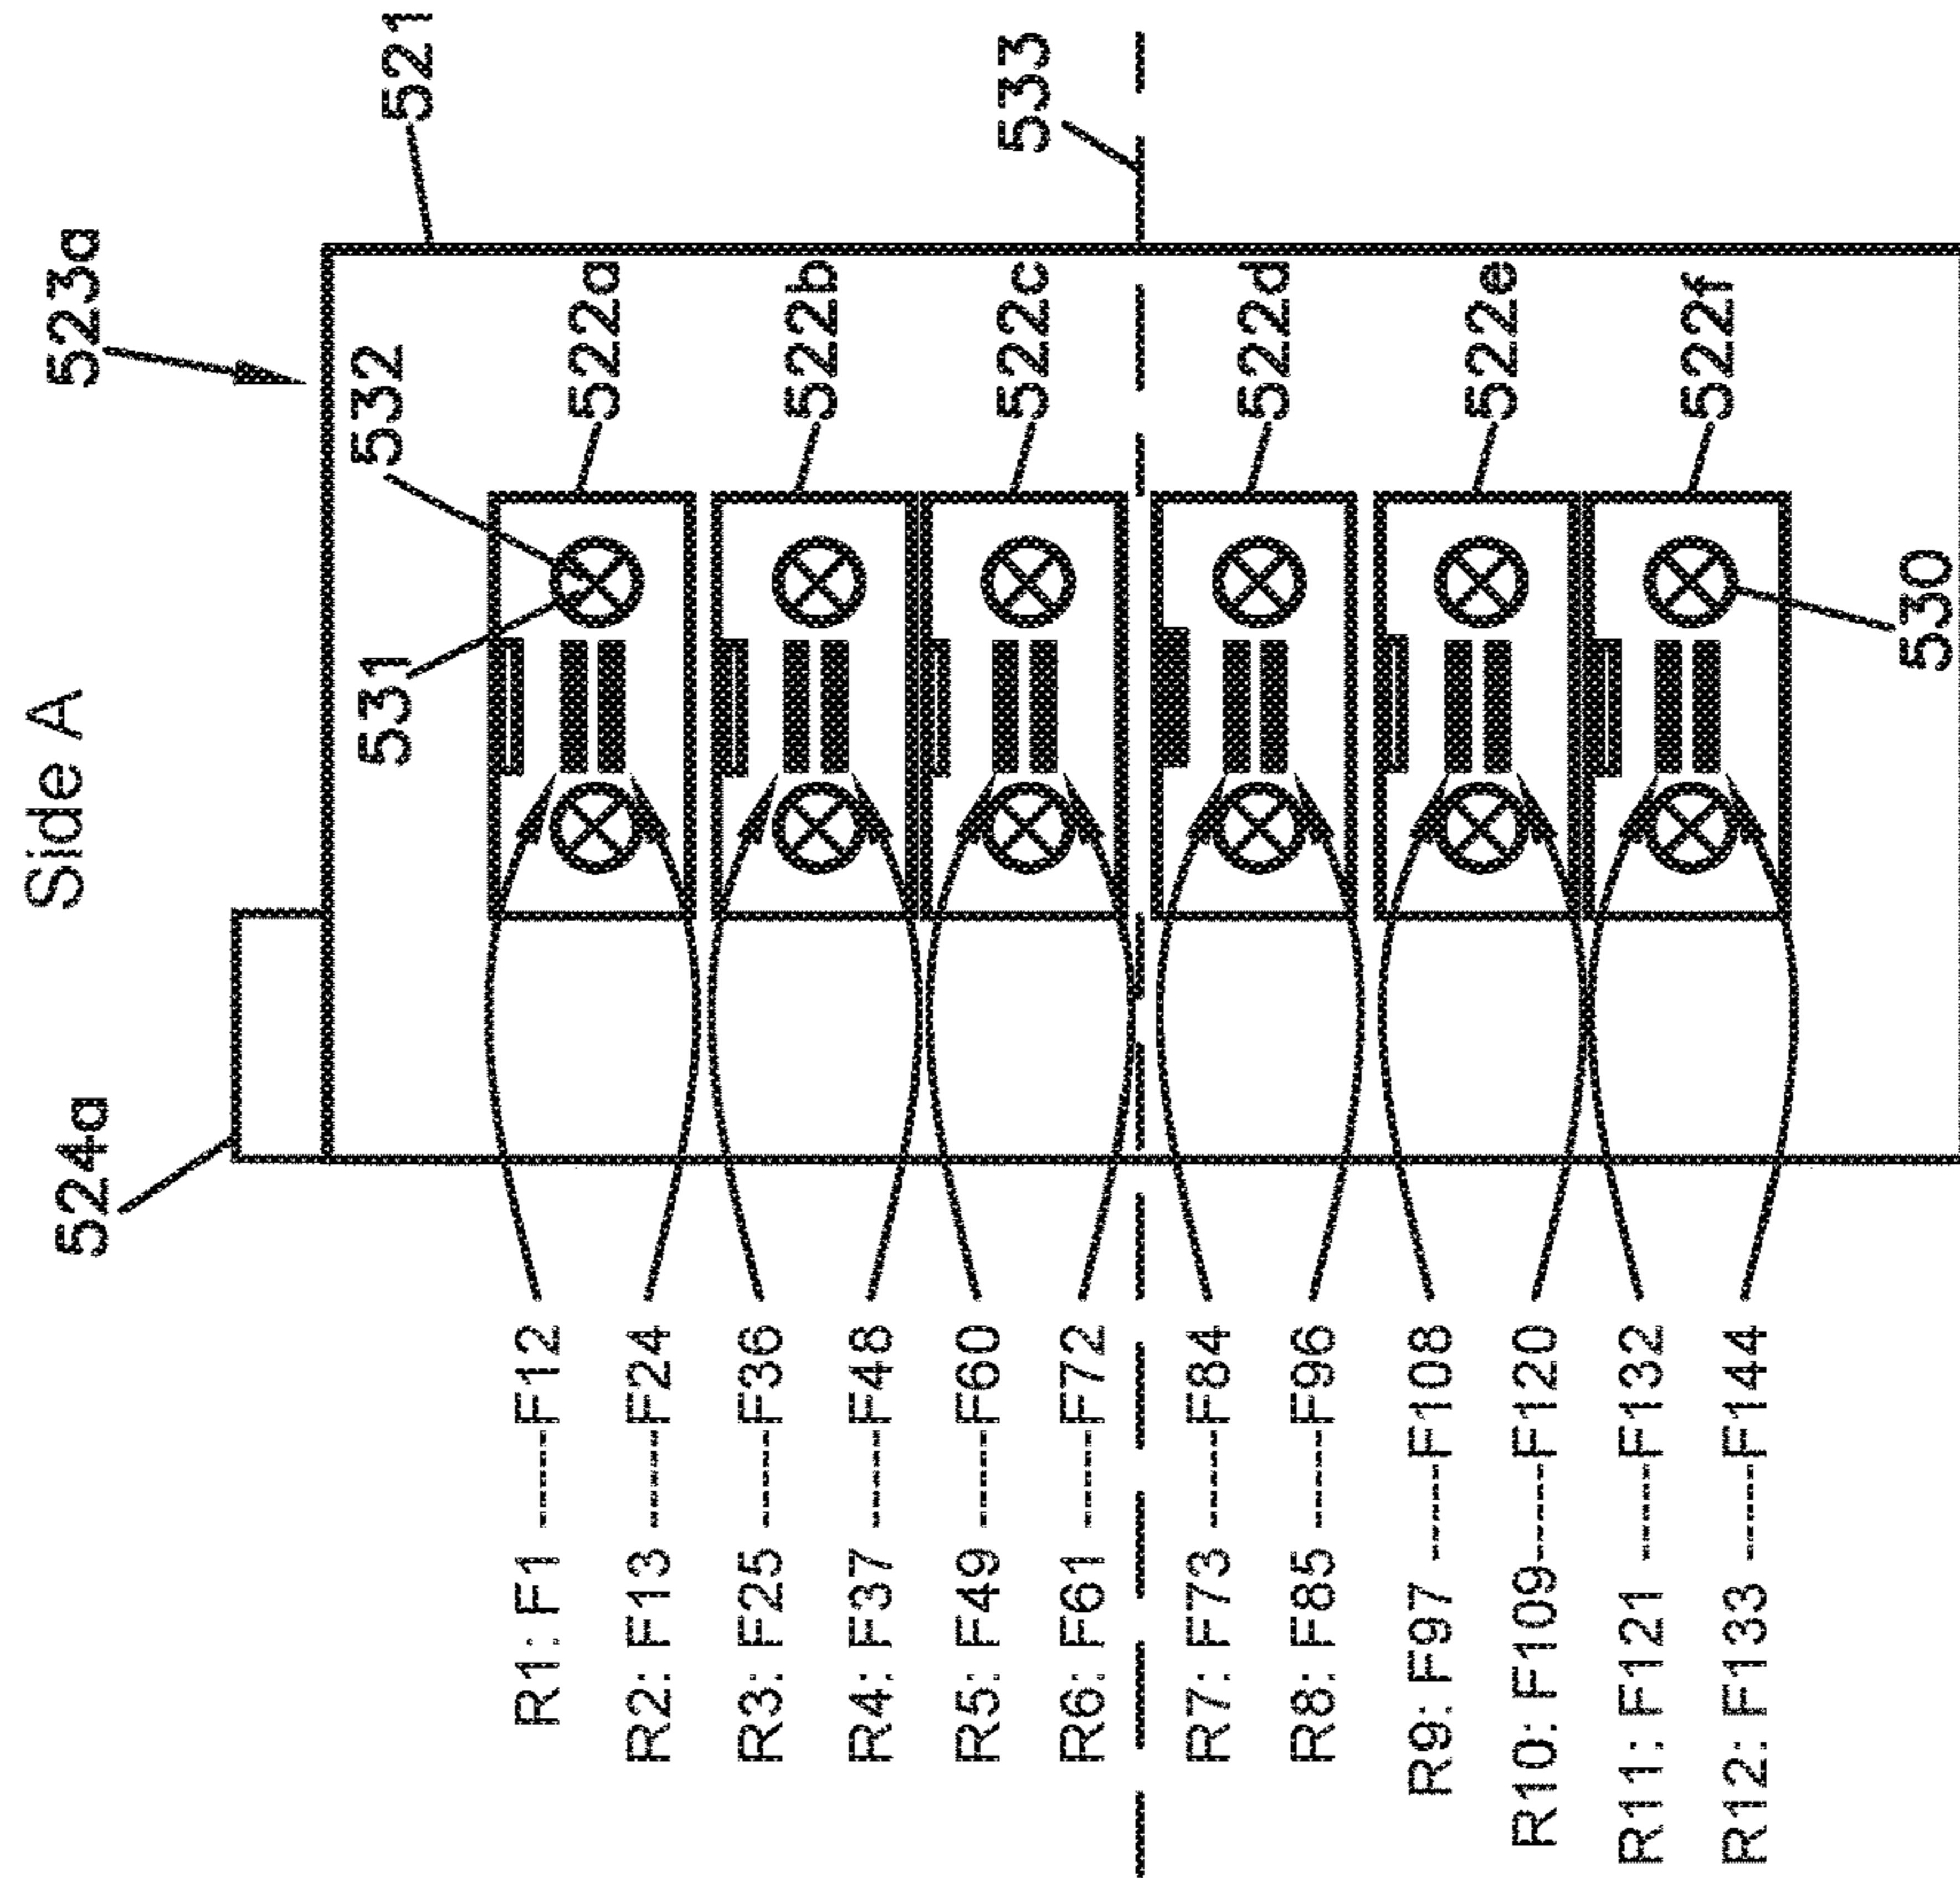 Side A
524a
523a
521
532
531
522a
522b
522c
533
522d
522e
522f
530
R1: F1 ------F12
R2: F13 -----F24
R3: F25 -----F36
R4: F37 -----F48
R5: F49 -----F60
R6: F61 -----F72
R7: F73 -----F84
R8: F85 -----F96
R9: F97 -----F108
R10: F109-----F120
R11: F121 -----F132
R12: F133 -----F144